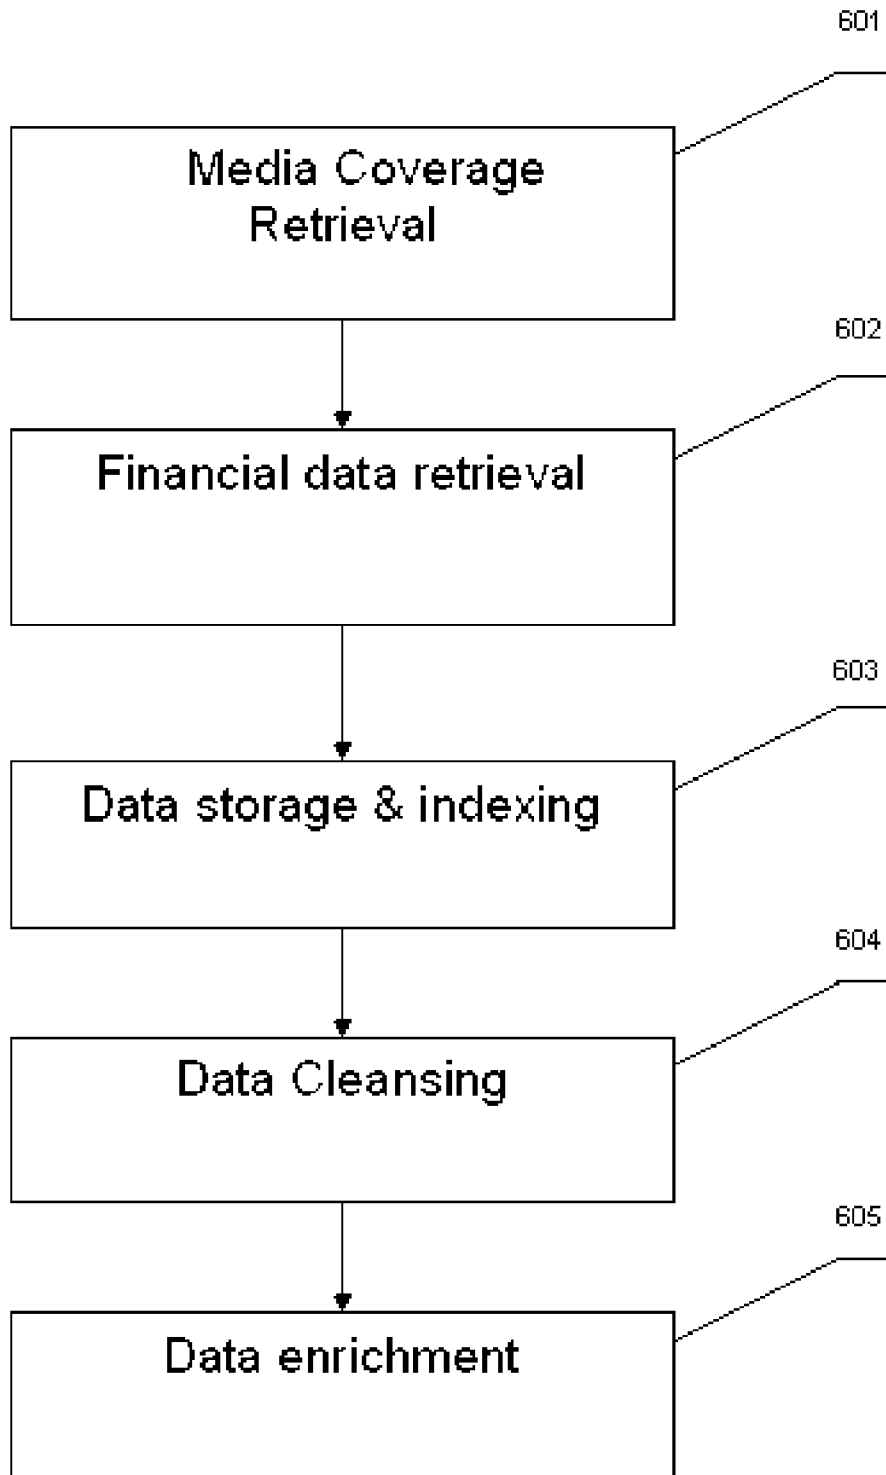 601
Media Coverage
Retrieval
602
Financial data retrieval
603
Data storage & indexing
604
Data Cleansing
605
Data enrichment